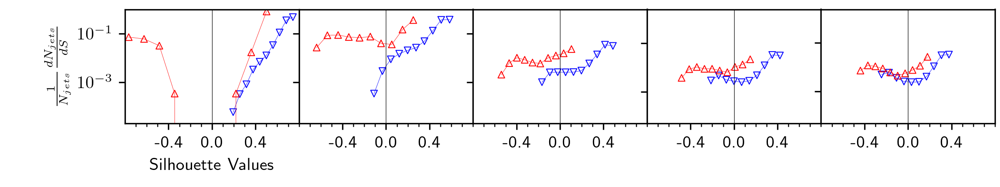 $\frac{1}{N_{jets}} \frac{dN_{jets}}{dS}$
$10^{-1}$
$10^{-3}$
-0.4 0.0 0.4 -0.4 0.0 0.4 -0.4 0.0 0.4 -0.4 0.0 0.4 -0.4 0.0 0.4
Silhouette Values